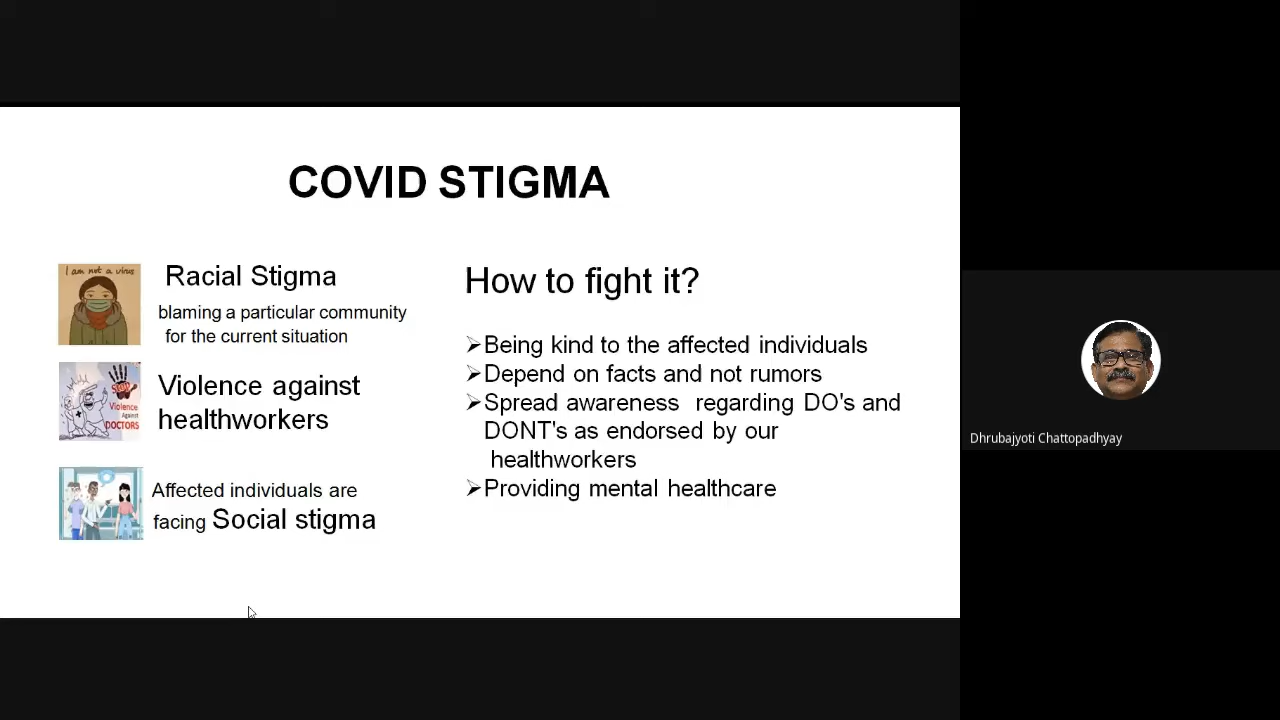 COVID STIGMA
I am not a virus
Racial Stigma
blaming a particular community
for the current situation
STOP
Violence
Against
DOCTORS
Violence against
healthworkers
Affected individuals are
facing Social stigma
How to fight it?
➢Being kind to the affected individuals
➢Depend on facts and not rumors
➢Spread awareness regarding DO's and
DONT's as endorsed by our
healthworkers
➢Providing mental healthcare
Dhrubajyoti Chattopadhyay